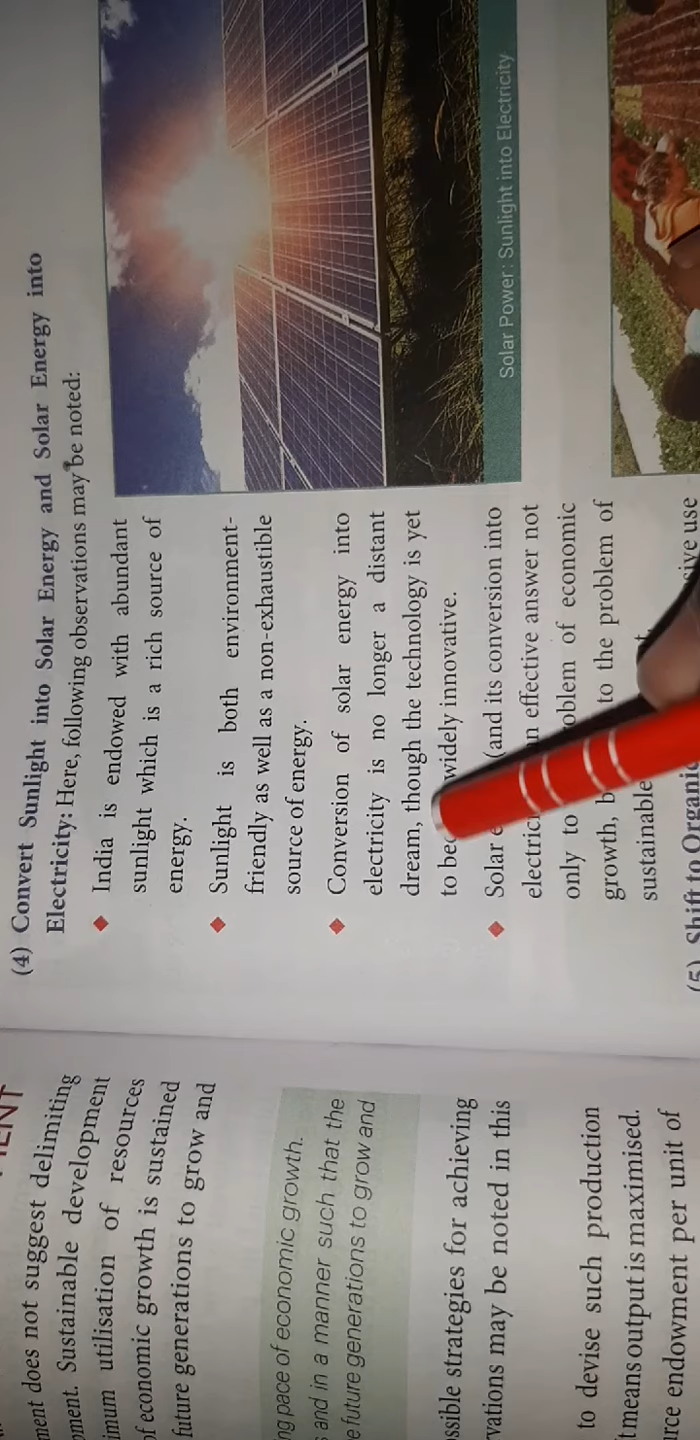 MENT
ment does not suggest delimiting
pment. Sustainable development
imum utilisation of resources
of economic growth is sustained
future generations to grow and
ng pace of economic growth.
and in a manner such that the
e future generations to grow and
ssible strategies for achieving
vations may be noted in this
to devise such production
t means output is maximised.
urce endowment per unit of
(4) Convert Sunlight into Solar Energy and Solar Energy into
Electricity: Here, following observations may be noted:
◆ India is endowed with abundant
sunlight which is a rich source of
energy.
◆ Sunlight is both environment-
friendly as well as a non-exhaustible
source of energy.
◆ Conversion of solar energy into
electricity is no longer a distant
dream, though the technology is yet
to bec widely innovative.
◆ Solar e (and its conversion into
electrici n effective answer not
only to oblem of economic
growth, b to the problem of
sustainable
Solar Power: Sunlight into Electricity
(5) Shift to Organic sive use